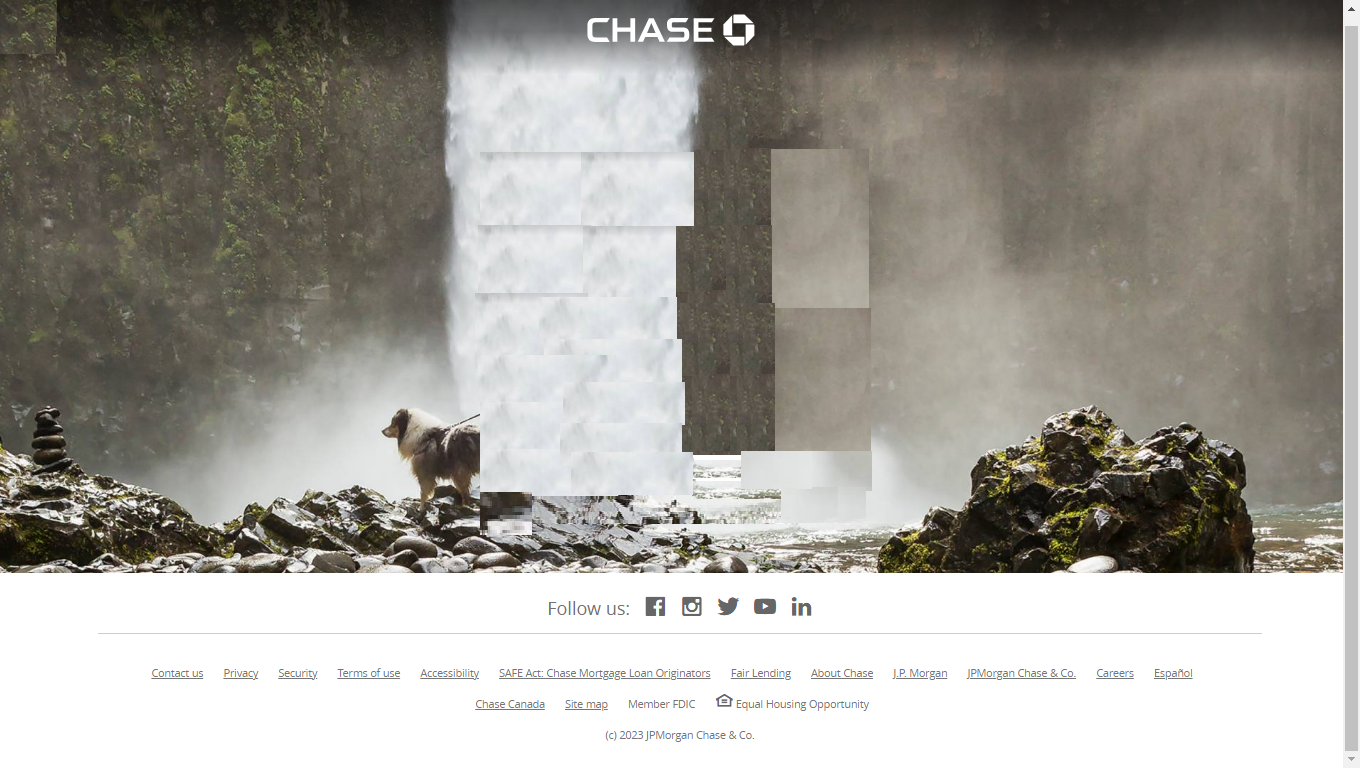 CHASE
Follow us:
Contact us Privacy Security Terms of use Accessibility SAFE Act: Chase Mortgage Loan Originators Fair Lending About Chase J.P. Morgan JPMorgan Chase & Co. Careers Español
Chase Canada Site map Member FDIC Equal Housing Opportunity
(c) 2023 JPMorgan Chase & Co.